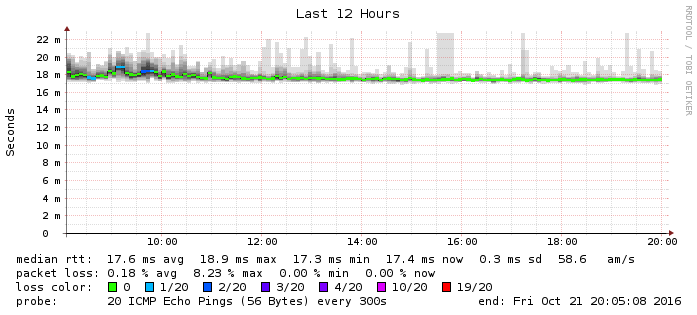 Last 12 Hours
RRDTOOL / TOBI OETIKER
Seconds
22 m
20 m
18 m
16 m
14 m
12 m
10 m
8 m
6 m
4 m
2 m
0
10:00 12:00 14:00 16:00 18:00 20:00
median rtt: 17.6 ms avg 18.9 ms max 17.3 ms min 17.4 ms now 0.3 ms sd 58.6 am/s
packet loss: 0.18 % avg 8.23 % max 0.00 % min 0.00 % now
loss color: 0 1/20 2/20 3/20 4/20 10/20 19/20
probe: 20 ICMP Echo Pings (56 Bytes) every 300s end: Fri Oct 21 20:05:08 2016